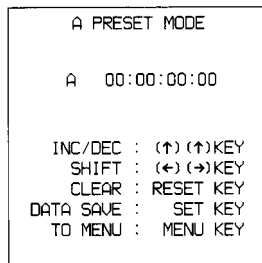 A PRESET MODE
A 00:00:00:00
INC/DEC : (↑)(↑)KEY
SHIFT : (←)(→)KEY
CLEAR : RESET KEY
DATA SAVE : SET KEY
TO MENU : MENU KEY